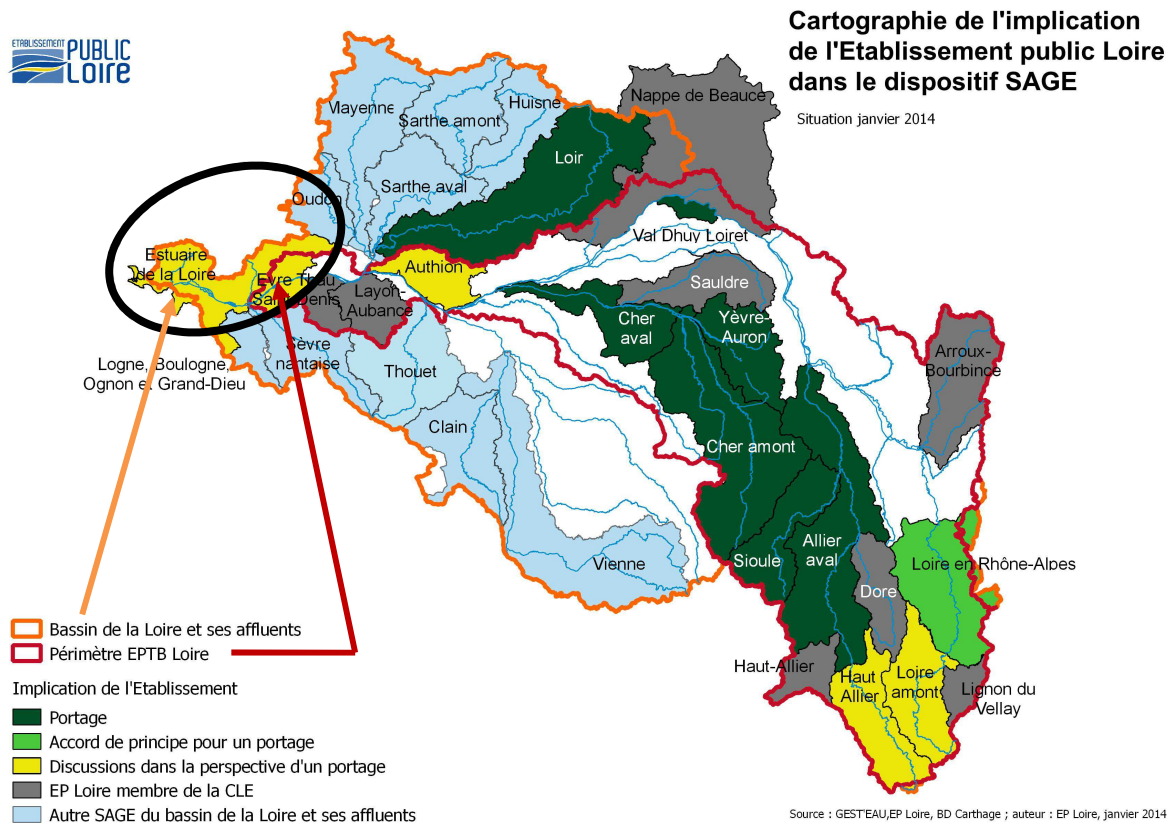 ETABLISSEMENT
PUBLIC
LOIRE
Cartographie de l'implication
de l'Etablissement public Loire
dans le dispositif SAGE
Situation janvier 2014
Mayenne
Sarthe amont
Huisne
Nappe de Beauce
Loir
Sarthe aval
Oudon
Val Dhuy Loiret
Estuaire
de la Loire
Authion
Evre Thau
Saint Denis
Layon-
Aubance
Sauldre
Cher
aval
Yèvre-
Auron
Sèvre
nantaise
Logne, Boulogne,
Ognon et Grand-Dieu
Thouet
Arroux-
Bourbince
Clain
Cher amont
Allier
aval
Sioule
Vienne
Dore
Loire en Rhône-Alpes
Haut-Allier
Haut
Allier
Loire
amont
Lignon du
Vellay
Bassin de la Loire et ses affluents
Périmètre EPTB Loire
Implication de l'Etablissement
Portage
Accord de principe pour un portage
Discussions dans la perspective d'un portage
EP Loire membre de la CLE
Autre SAGE du bassin de la Loire et ses affluents
Source : GEST'EAU,EP Loire, BD Carthage ; auteur : EP Loire, janvier 2014